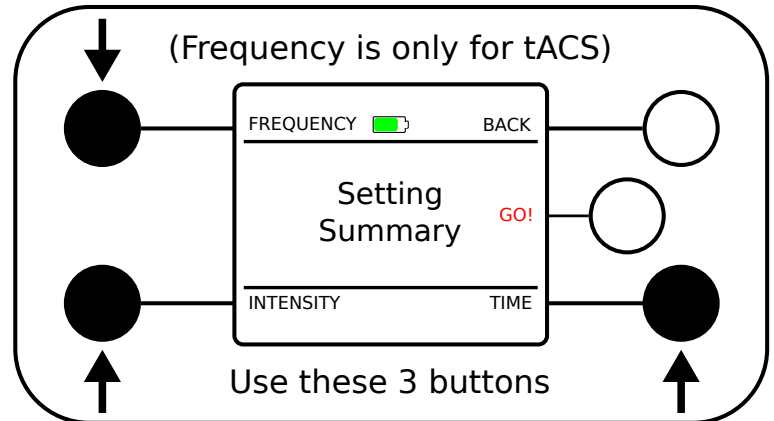 (Frequency is only for tACS)
FREQUENCY BACK
Setting
Summary
GO!
INTENSITY TIME
Use these 3 buttons